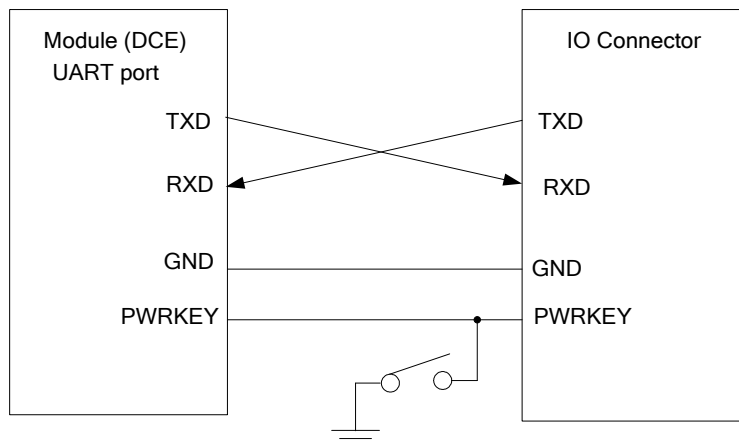 Module (DCE)
UART port
TXD
RXD
GND
PWRKEY
IO Connector
TXD
RXD
GND
PWRKEY